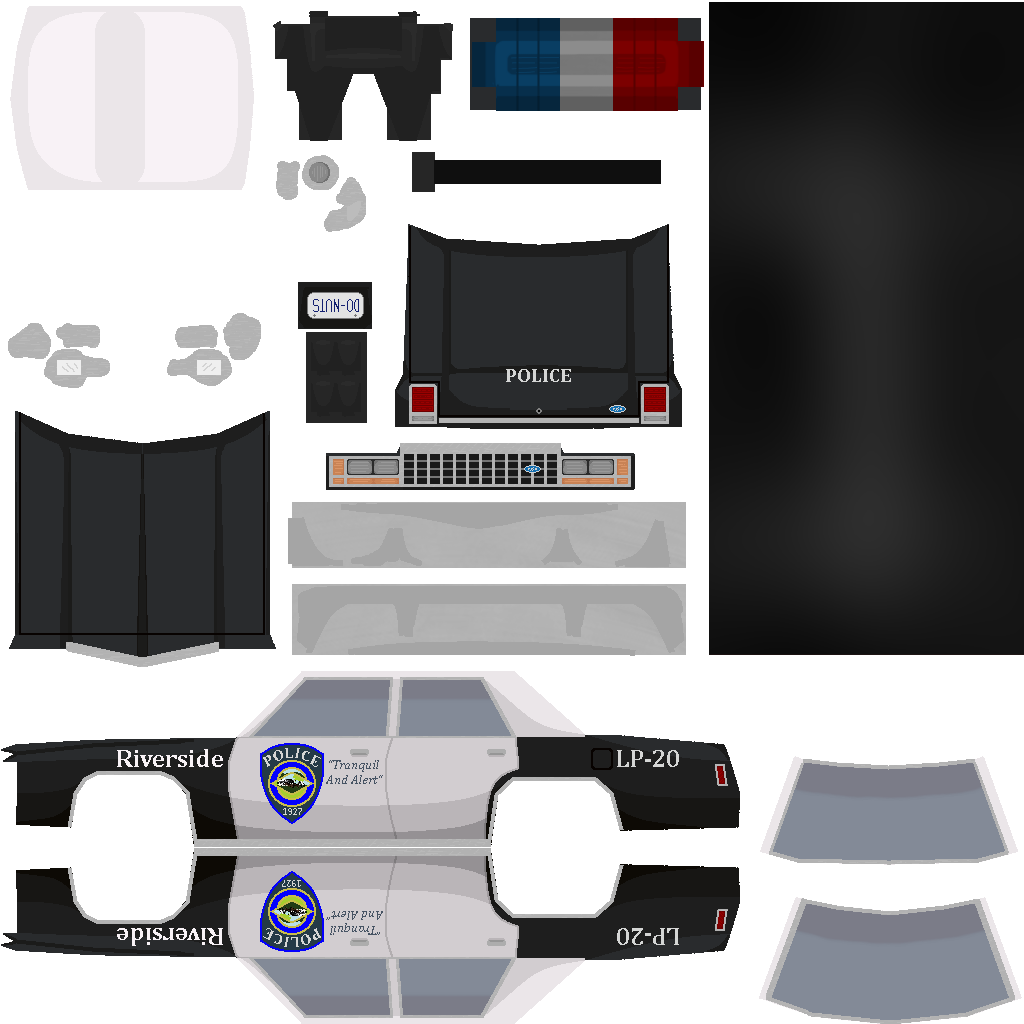 DO-NUTS
POLICE
Riverside
POLICE
1927
"Tranquil
And Alert"
LP-20
1927
POLICE
"Tranquil
And Alert"
Riverside
LP-20